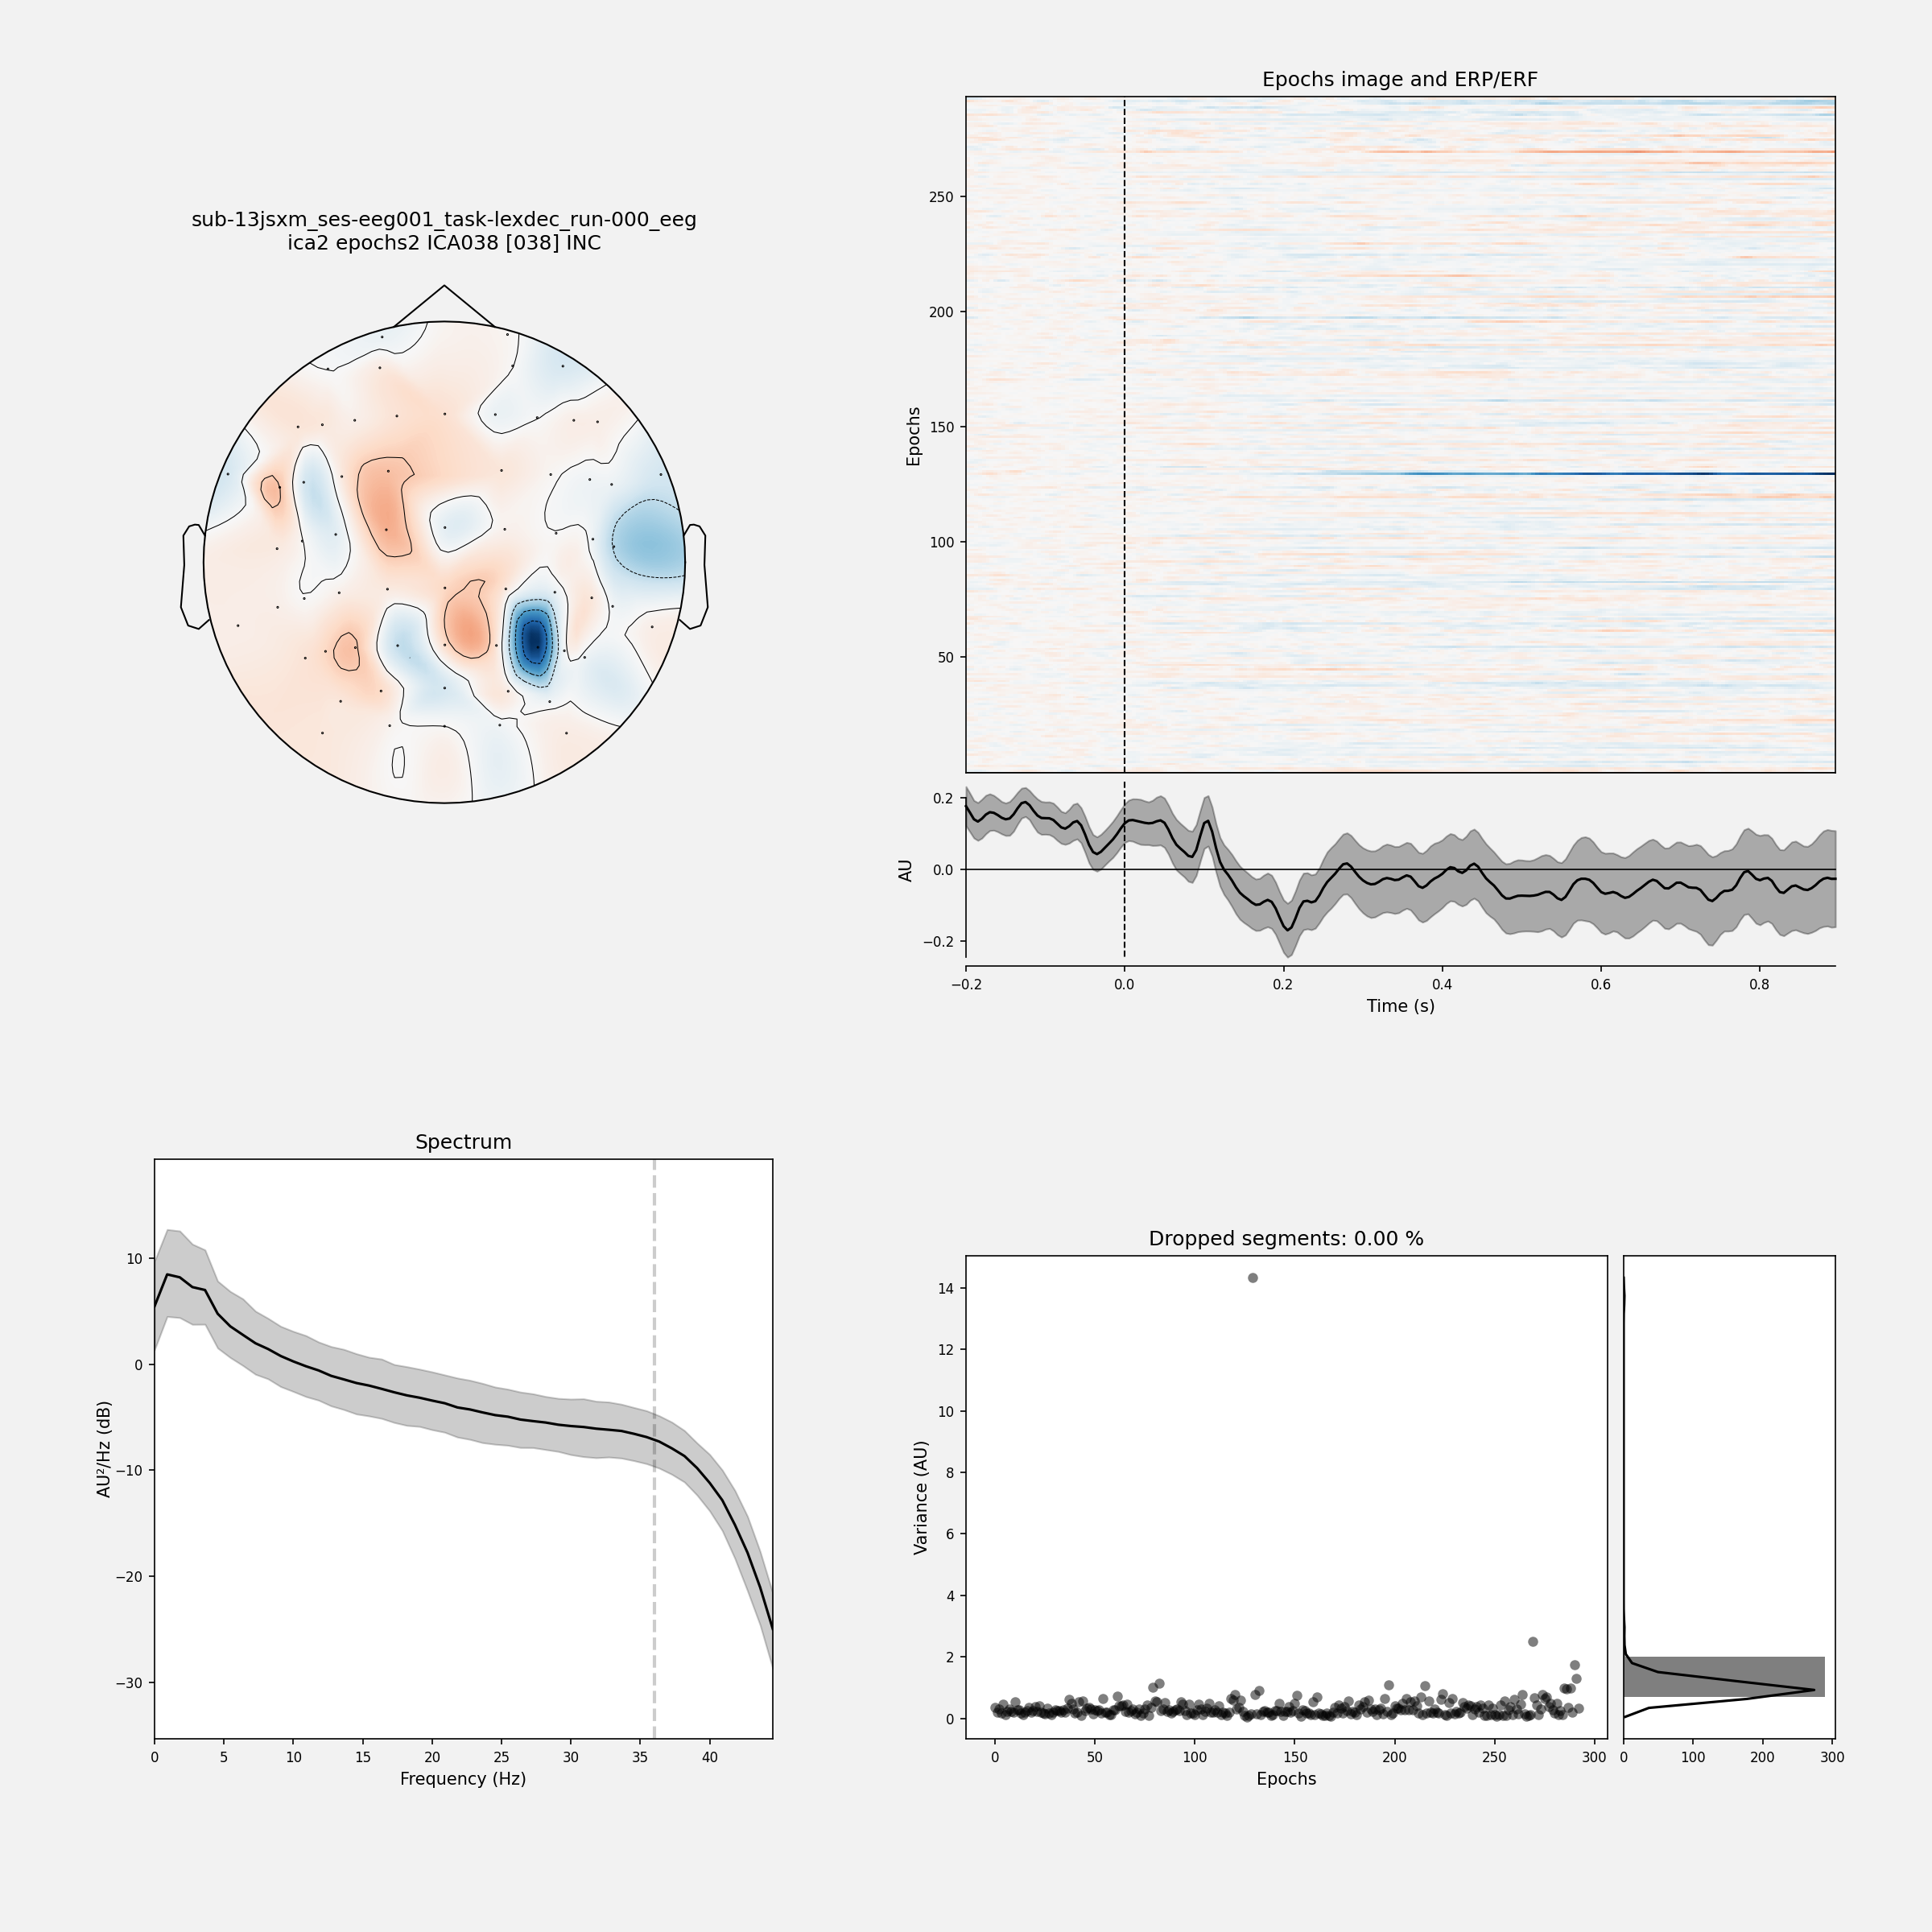 sub-13jsxm_ses-eeg001_task-lexdec_run-000_eeg
ica2 epochs2 ICA038 [038] INC
Epochs image and ERP/ERF
Epochs
250
200
150
100
50
AU
0.2
0.0
−0.2
−0.2 0.0 0.2 0.4 0.6 0.8
Time (s)
Spectrum
AU²/Hz (dB)
10
0
−10
−20
−30
0 5 10 15 20 25 30 35 40
Frequency (Hz)
Dropped segments: 0.00 %
Variance (AU)
14
12
10
8
6
4
2
0
0 50 100 150 200 250 300
Epochs
0 100 200 300